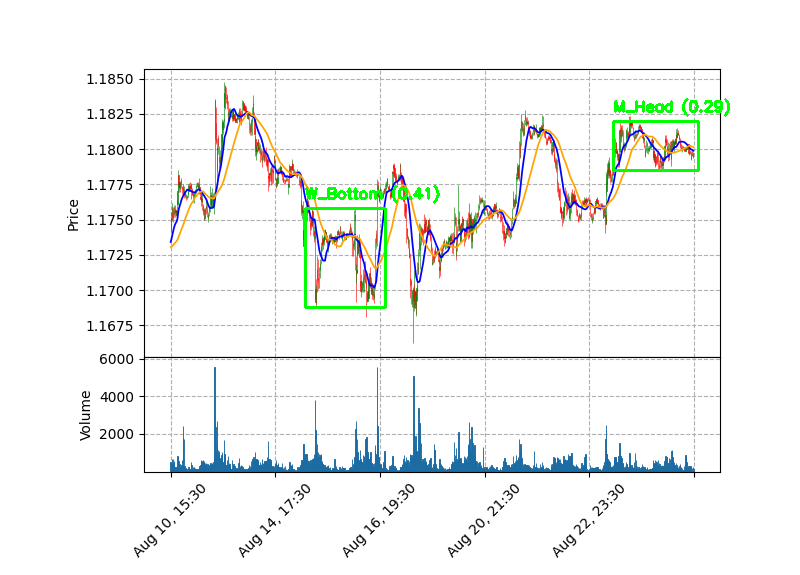 1.1850
1.1825
1.1800
1.1775
1.1750
1.1725
1.1700
1.1675
Price
M_Head (0.29)
W_Bottom (0.41)
6000
4000
2000
Volume
Aug 10, 15:30
Aug 14, 17:30
Aug 16, 19:30
Aug 20, 21:30
Aug 22, 23:30